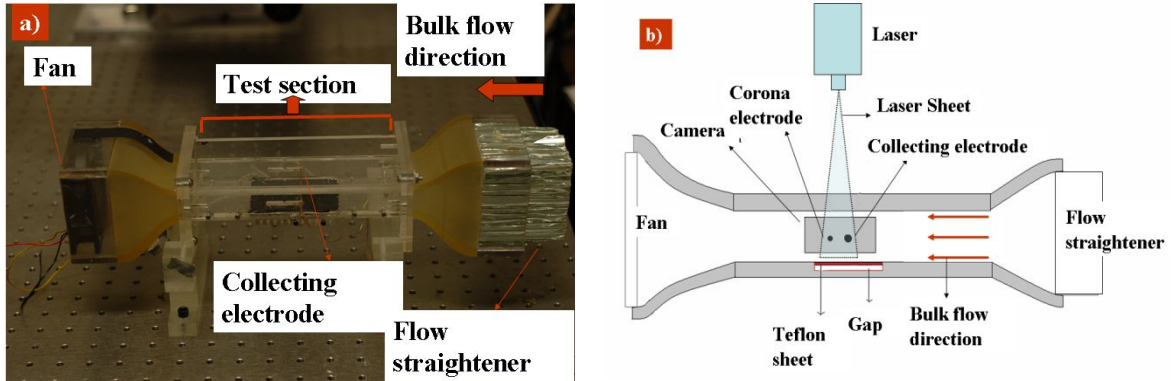 a)
Fan
Test section
Bulk flow
direction
Collecting
electrode
Flow
straightener
b)
Laser
Corona
electrode
Laser Sheet
Camera
Collecting electrode
Fan
Flow
straightener
Teflon
sheet
Gap
Bulk flow
direction